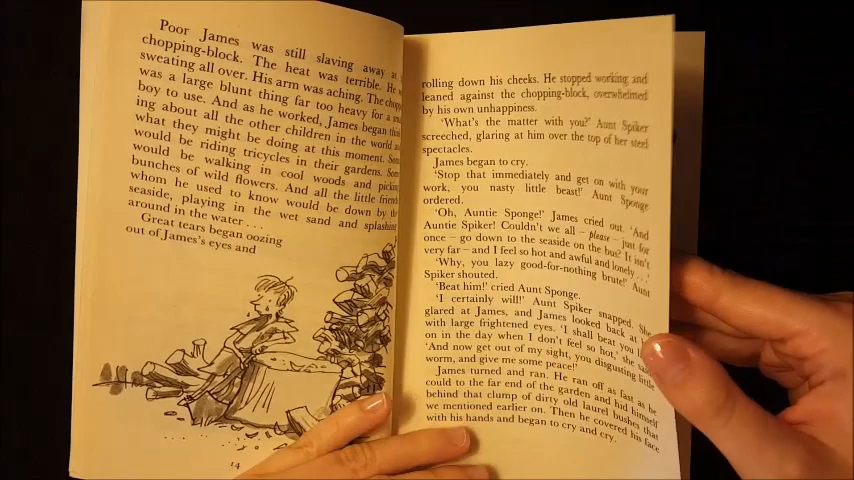 Poor James was still slaving away at
chopping-block. The heat was terrible. He
sweating all over. His arm was aching. The
was a large blunt thing far too heavy for a
boy to use. And as he worked, James began
ing about all the other children in the world
what they might be doing at this moment.
would be riding tricycles in their gardens.
would be walking in cool woods and picking
bunches of wild flowers. And all the little
whom he used to know would be down by the
seaside, playing in the wet sand and splashing
around in the water . . .
Great tears began oozing
out of James's eyes and
14
rolling down his cheeks. He stopped working and
leaned against the chopping-block, overwhelmed
by his own unhappiness.
'What's the matter with you?' Aunt Spiker
screeched, glaring at him over the top of her steel
spectacles.
James began to cry.
'Stop that immediately and get on with your
work, you nasty little beast!' Aunt Sponge
ordered.
'Oh, Auntie Sponge!' James cried out. 'And
Auntie Spiker! Couldn't we all – please – just for
once – go down to the seaside on the bus? It isn't
very far – and I feel so hot and awful and lonely . . .'
'Why, you lazy good-for-nothing brute!' Aunt
Spiker shouted.
'Beat him!' cried Aunt Sponge.
'I certainly will!' Aunt Spiker snapped. She
glared at James, and James looked back at
with large frightened eyes. 'I shall beat you
on in the day when I don't feel so hot,' she
'And now get out of my sight, you disgusting little
worm, and give me some peace!'
James turned and ran. He ran off as fast as he
could to the far end of the garden and hid himself
behind that clump of dirty old laurel bushes that
we mentioned earlier on. Then he covered his face
with his hands and began to cry and cry.